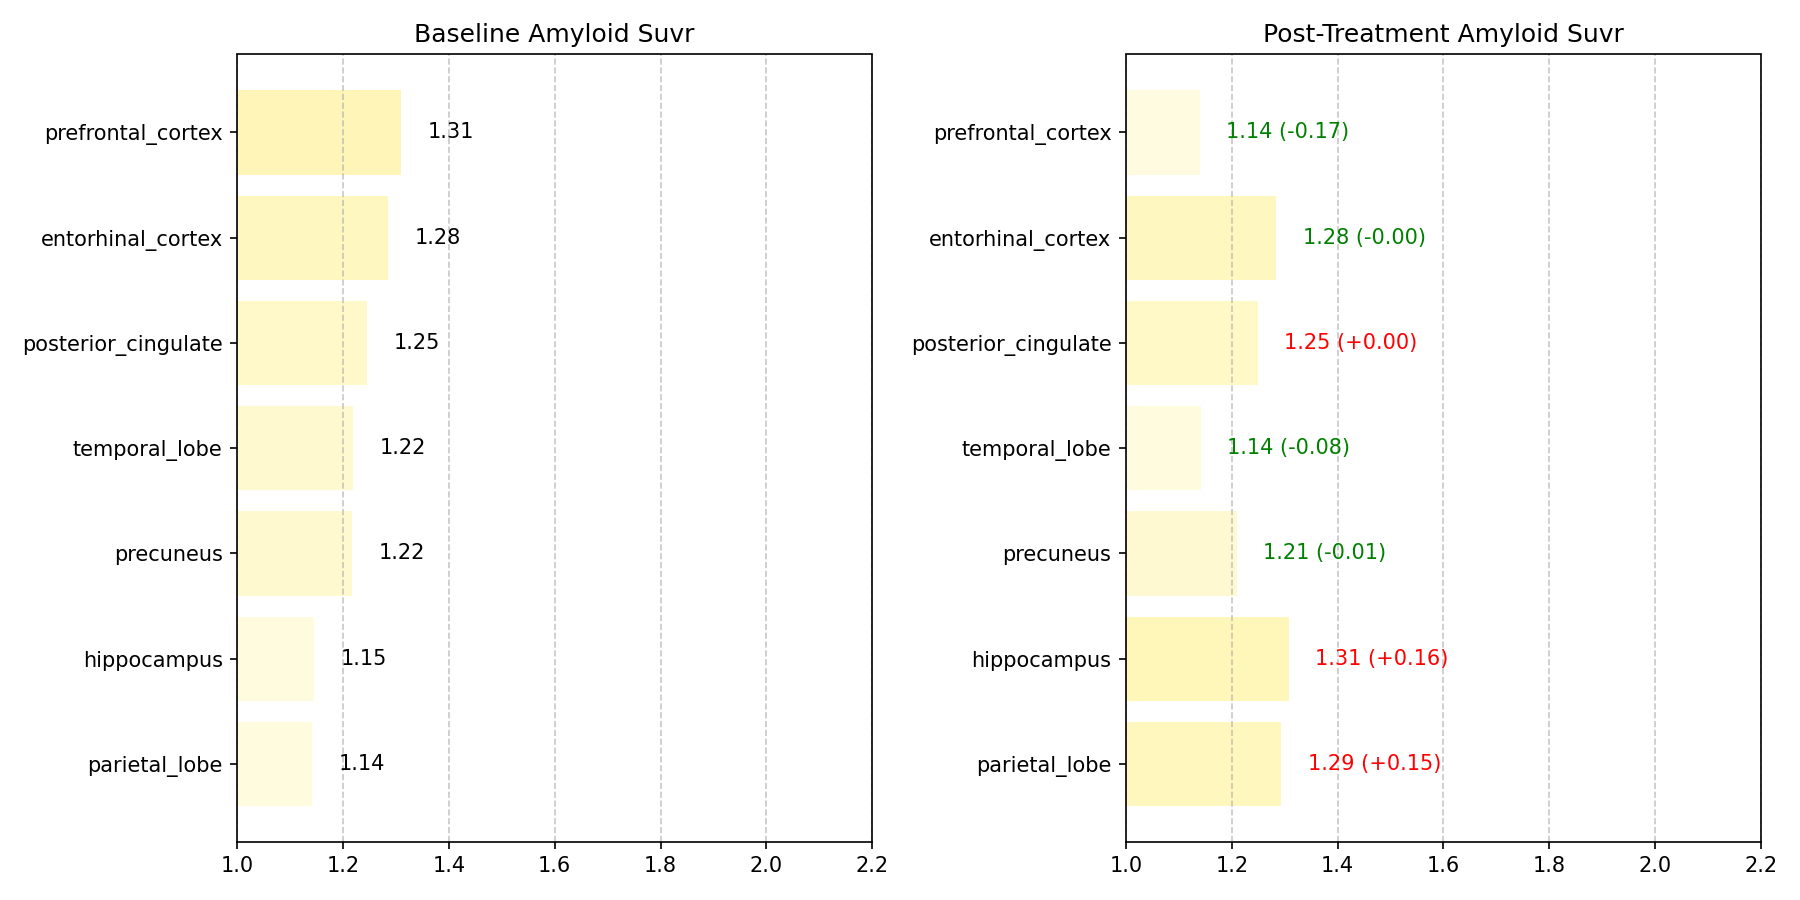 Baseline Amyloid Suvr
prefrontal_cortex 1.31
entorhinal_cortex 1.28
posterior_cingulate 1.25
temporal_lobe 1.22
precuneus 1.22
hippocampus 1.15
parietal_lobe 1.14
1.0 1.2 1.4 1.6 1.8 2.0 2.2
Post-Treatment Amyloid Suvr
prefrontal_cortex 1.14 (-0.17)
entorhinal_cortex 1.28 (-0.00)
posterior_cingulate 1.25 (+0.00)
temporal_lobe 1.14 (-0.08)
precuneus 1.21 (-0.01)
hippocampus 1.31 (+0.16)
parietal_lobe 1.29 (+0.15)
1.0 1.2 1.4 1.6 1.8 2.0 2.2